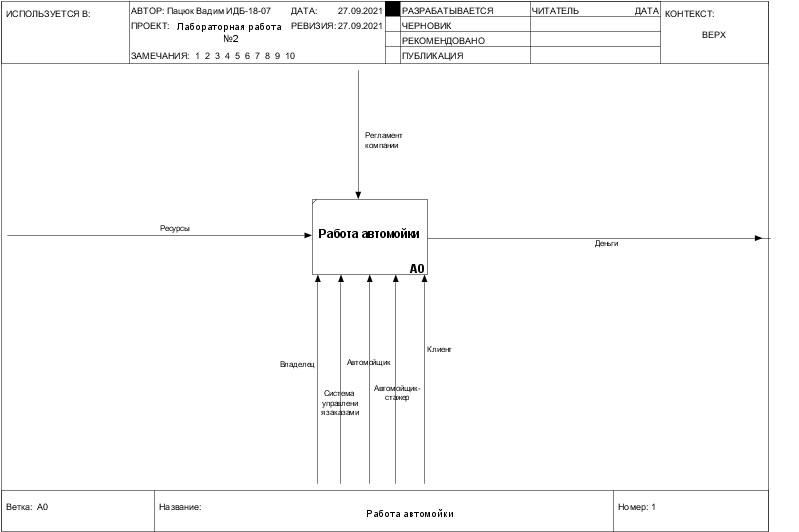 ИСПОЛЬЗУЕТСЯ В:
АВТОР: Пацюк Вадим ИДБ-18-07
ДАТА: 27.09.2021
РАЗРАБАТЫВАЕТСЯ
ЧИТАТЕЛЬ
ДАТА
КОНТЕКСТ:
ПРОЕКТ: Лабораторная работа
№2
РЕВИЗИЯ: 27.09.2021
ЧЕРНОВИК
ВЕРХ
РЕКОМЕНДОВАНО
ЗАМЕЧАНИЯ: 1 2 3 4 5 6 7 8 9 10
ПУБЛИКАЦИЯ
Регламент
компании
Ресурсы
Работа автомойки
A0
Деньги
Владелец
Система
управлени
я заказами
Автомойщик
Автомойщик-
стажер
Клиент
Ветка: A0
Название:
Работа автомойки
Номер: 1